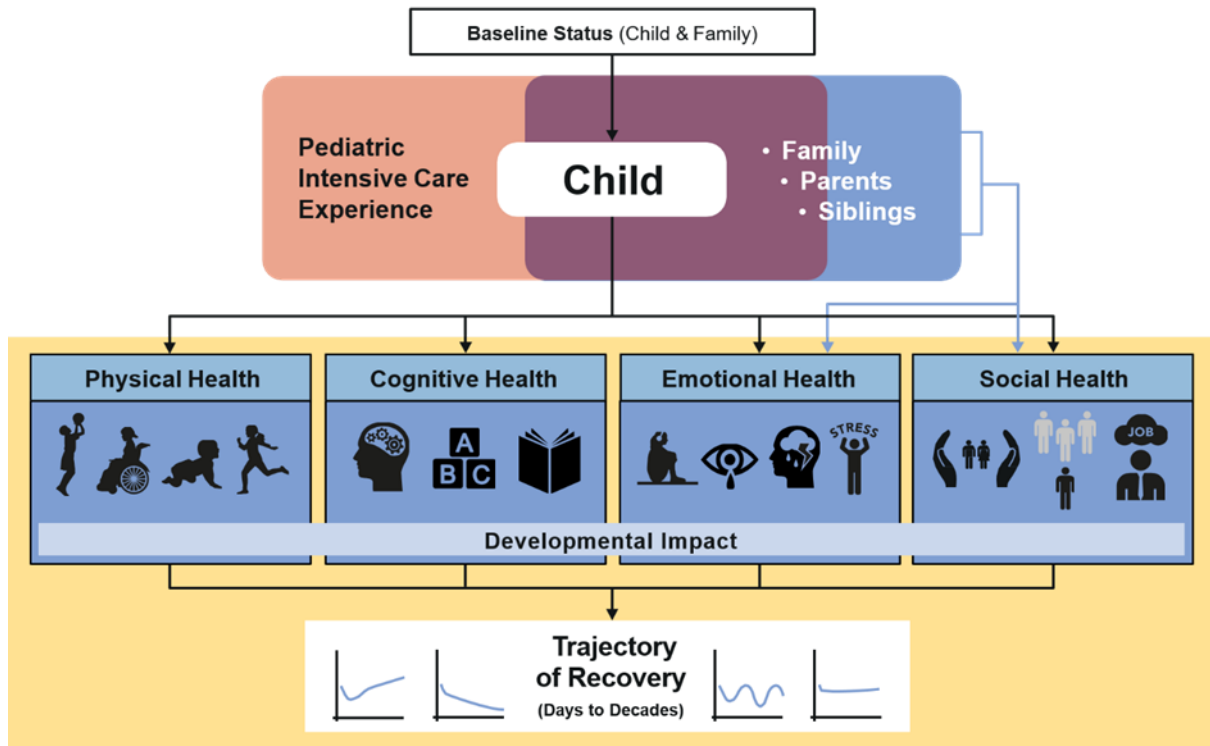 Baseline Status (Child & Family)
Pediatric
Intensive Care
Experience
Child
• Family
• Parents
• Siblings
Physical Health
Cognitive Health
Emotional Health
Social Health
A
B C
STRESS
JOB
Developmental Impact
Trajectory
of Recovery
(Days to Decades)